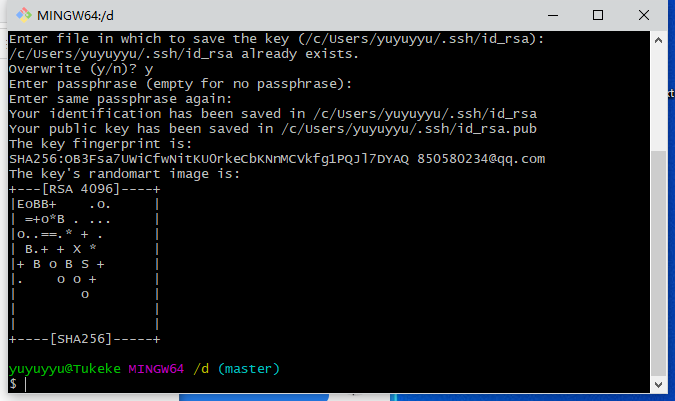 MINGW64:/d
Enter file in which to save the key (/c/Users/yuyuyyu/.ssh/id_rsa):
/c/Users/yuyuyyu/.ssh/id_rsa already exists.
Overwrite (y/n)? y
Enter passphrase (empty for no passphrase):
Enter same passphrase again:
Your identification has been saved in /c/Users/yuyuyyu/.ssh/id_rsa
Your public key has been saved in /c/Users/yuyuyyu/.ssh/id_rsa.pub
The key fingerprint is:
SHA256:OB3Fsa7UWiCfwNitKUOrkeCbKNnMCVkfg1PQJl7DYAQ 850580234@qq.com
The key's randomart image is:
+---[RSA 4096]----+
|EoBB+    .o.     |
| =+o*B . ...     |
|o..==.* + .      |
| B.+ + X *       |
|+ B o B S +      |
|.    o o +       |
|        o        |
|                 |
|                 |
+----[SHA256]-----+
yuyuyyu@Tukeke MINGW64 /d (master)
$